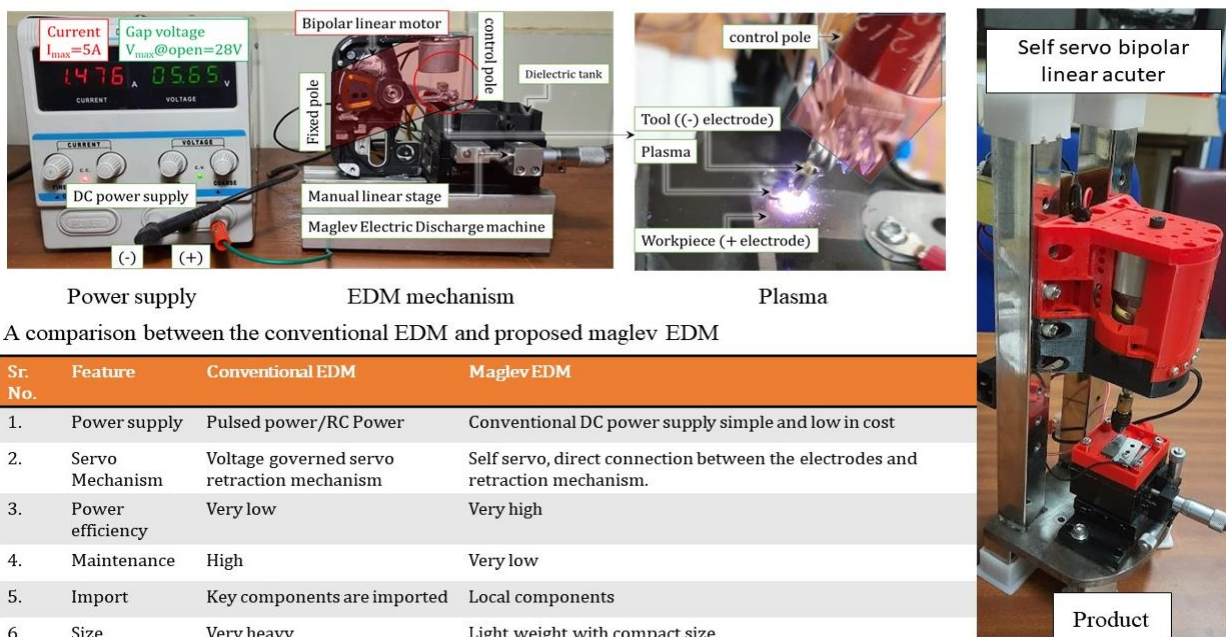 Current
Imax=5A
Gap voltage
Vmax@open=28V
1.476 A
05.65 V
CURRENT
VOLTAGE
CURRENT
VOLTAGE
C.C.
C.V
FINE
COARSE
DC power supply
(-)
(+)
Bipolar linear motor
control pole
Fixed pole
Dielectric tank
Manual linear stage
Maglev Electric Discharge machine
control pole
Tool ((-) electrode)
Plasma
Workpiece (+ electrode)
Self servo bipolar
linear acuter
Product
Power supply
EDM mechanism
Plasma
A comparison between the conventional EDM and proposed maglev EDM
Sr. No. Feature Conventional EDM Maglev EDM
1. Power supply Pulsed power/RC Power Conventional DC power supply simple and low in cost
2. Servo Mechanism Voltage governed servo retraction mechanism Self servo, direct connection between the electrodes and retraction mechanism.
3. Power efficiency Very low Very high
4. Maintenance High Very low
5. Import Key components are imported Local components
6. Size Very heavy Light weight with compact size